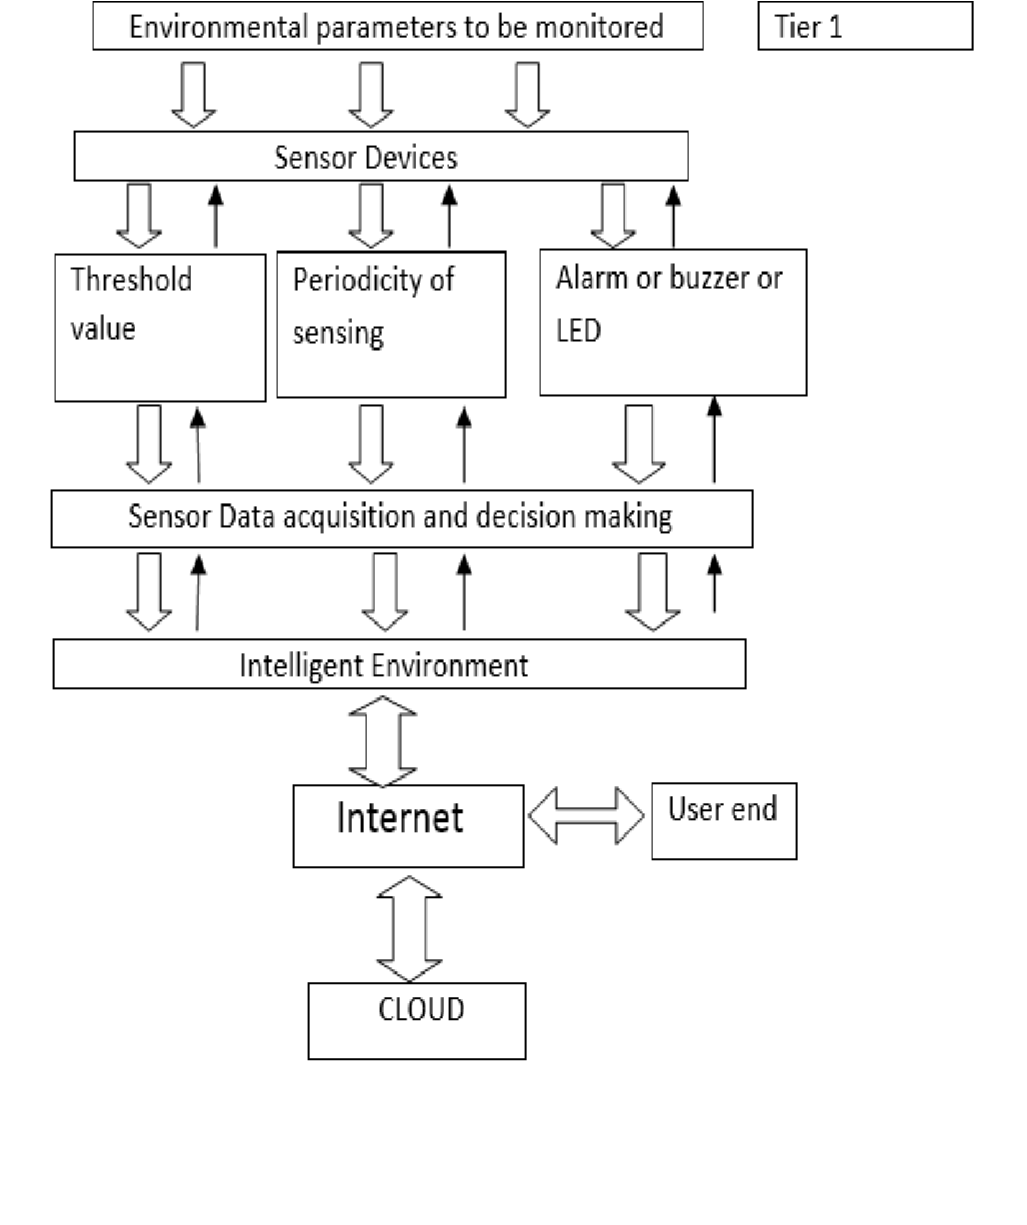 Environmental parameters to be monitored
Tier 1
Sensor Devices
Threshold
value
Periodicity of
sensing
Alarm or buzzer or
LED
Sensor Data acquisition and decision making
Intelligent Environment
Internet
User end
CLOUD